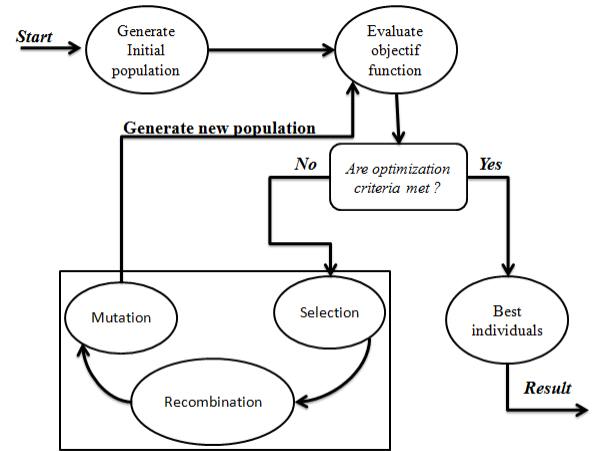 Start
Generate
Initial
population
Evaluate
objectif
function
Generate new population
No
Are optimization
criteria met ?
Yes
Mutation
Selection
Recombination
Best
individuals
Result